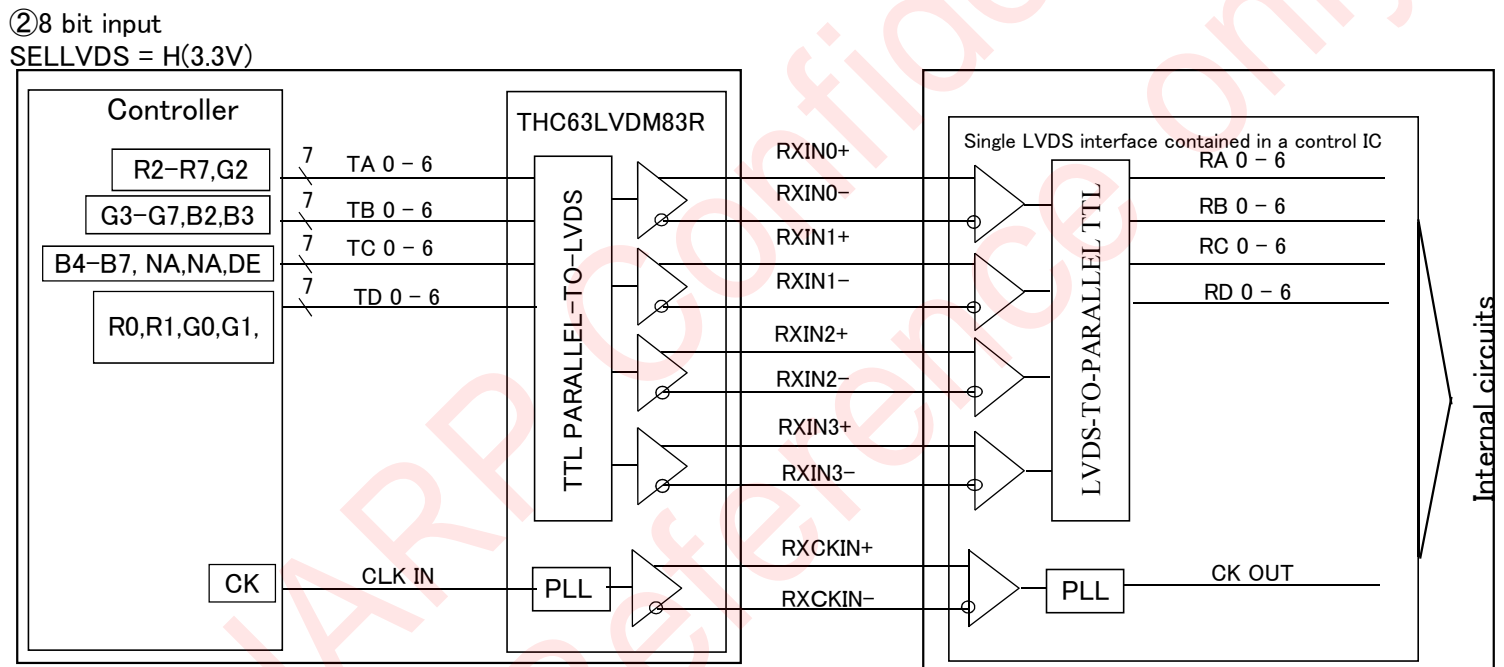 ②8 bit input
SELLVDS = H(3.3V)
Controller
R2-R7,G2
G3-G7,B2,B3
B4-B7, NA,NA,DE
R0,R1,G0,G1,
CK
7
TA 0 - 6
7
TB 0 - 6
7
TC 0 - 6
7
TD 0 - 6
CLK IN
THC63LVDM83R
TTL PARALLEL-TO-LVDS
PLL
RXIN0+
RXIN0-
RXIN1+
RXIN1-
RXIN2+
RXIN2-
RXIN3+
RXIN3-
RXCKIN+
RXCKIN-
Single LVDS interface contained in a control IC
LVDS-TO-PARALLEL TTL
PLL
RA 0 - 6
RB 0 - 6
RC 0 - 6
RD 0 - 6
CK OUT
Internal circuits